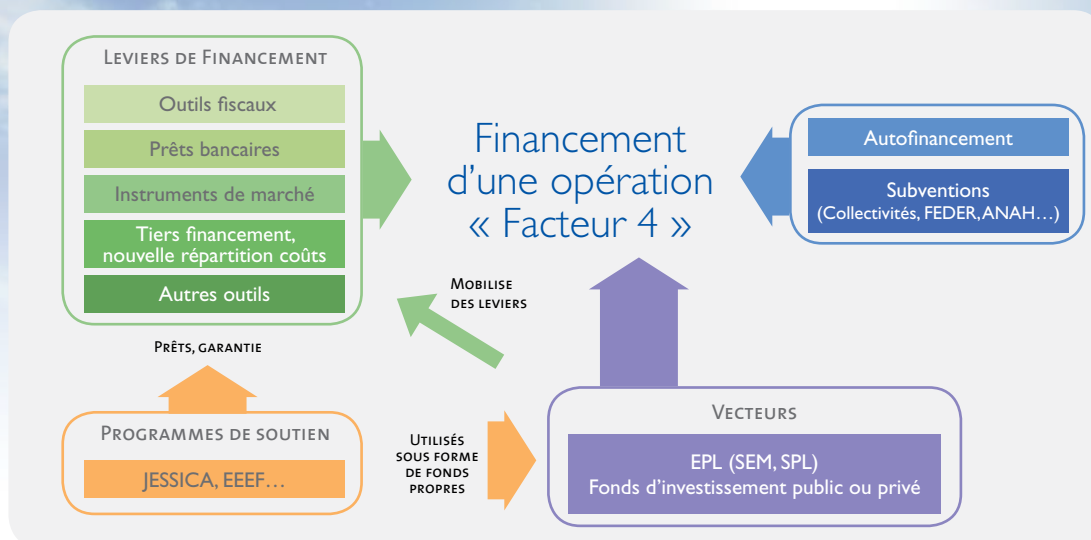 Leviers de Financement
Outils fiscaux
Prêts bancaires
Instruments de marché
Tiers financement,
nouvelle répartition coûts
Autres outils
Financement
d'une opération
« Facteur 4 »
Autofinancement
Subventions
(Collectivités, FEDER, ANAH…)
Mobilise
des leviers
Prêts, garantie
Programmes de soutien
JESSICA, EEEF…
Utilisés
sous forme
de fonds
propres
Vecteurs
EPL (SEM, SPL)
Fonds d'investissement public ou privé